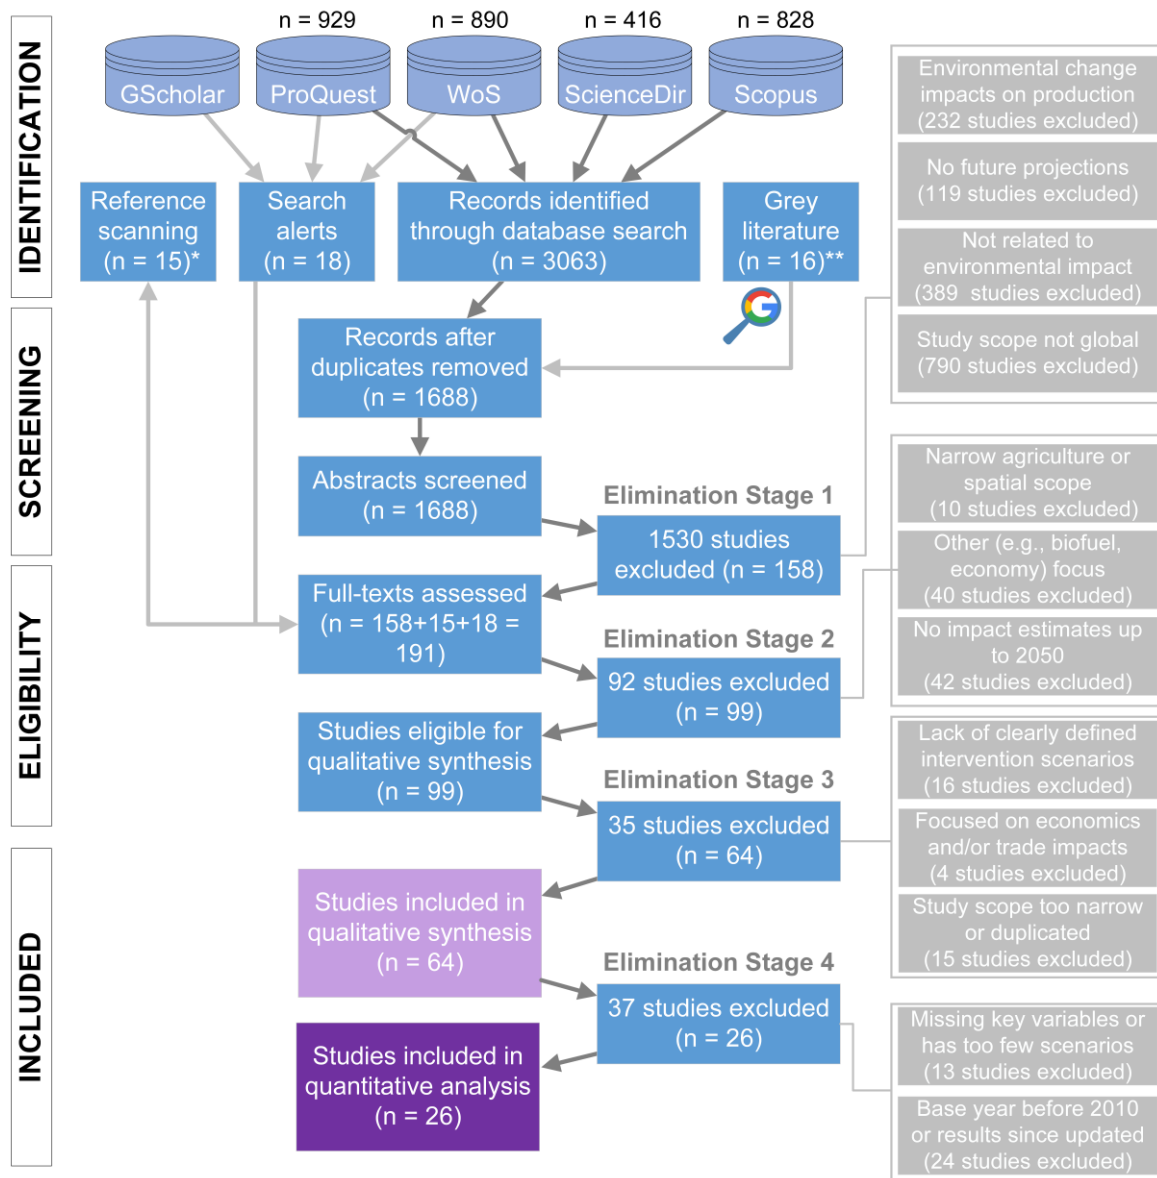 n = 929
n = 890
n = 416
n = 828
GScholar
ProQuest
WoS
ScienceDir
Scopus
IDENTIFICATION
Reference
scanning
(n = 15)*
Search
alerts
(n = 18)
Records identified
through database search
(n = 3063)
Grey
literature
(n = 16)**
Environmental change
impacts on production
(232 studies excluded)
No future projections
(119 studies excluded)
Not related to
environmental impact
(389 studies excluded)
Study scope not global
(790 studies excluded)
SCREENING
Records after
duplicates removed
(n = 1688)
Abstracts screened
(n = 1688)
Elimination Stage 1
1530 studies
excluded (n = 158)
Narrow agriculture or
spatial scope
(10 studies excluded)
Other (e.g., biofuel,
economy) focus
(40 studies excluded)
No impact estimates up
to 2050
(42 studies excluded)
ELIGIBILITY
Full-texts assessed
(n = 158+15+18 =
191)
Elimination Stage 2
92 studies excluded
(n = 99)
Studies eligible for
qualitative synthesis
(n = 99)
Elimination Stage 3
35 studies excluded
(n = 64)
Lack of clearly defined
intervention scenarios
(16 studies excluded)
Focused on economics
and/or trade impacts
(4 studies excluded)
Study scope too narrow
or duplicated
(15 studies excluded)
INCLUDED
Studies included in
qualitative synthesis
(n = 64)
Elimination Stage 4
37 studies excluded
(n = 26)
Studies included in
quantitative analysis
(n = 26)
Missing key variables or
has too few scenarios
(13 studies excluded)
Base year before 2010
or results since updated
(24 studies excluded)